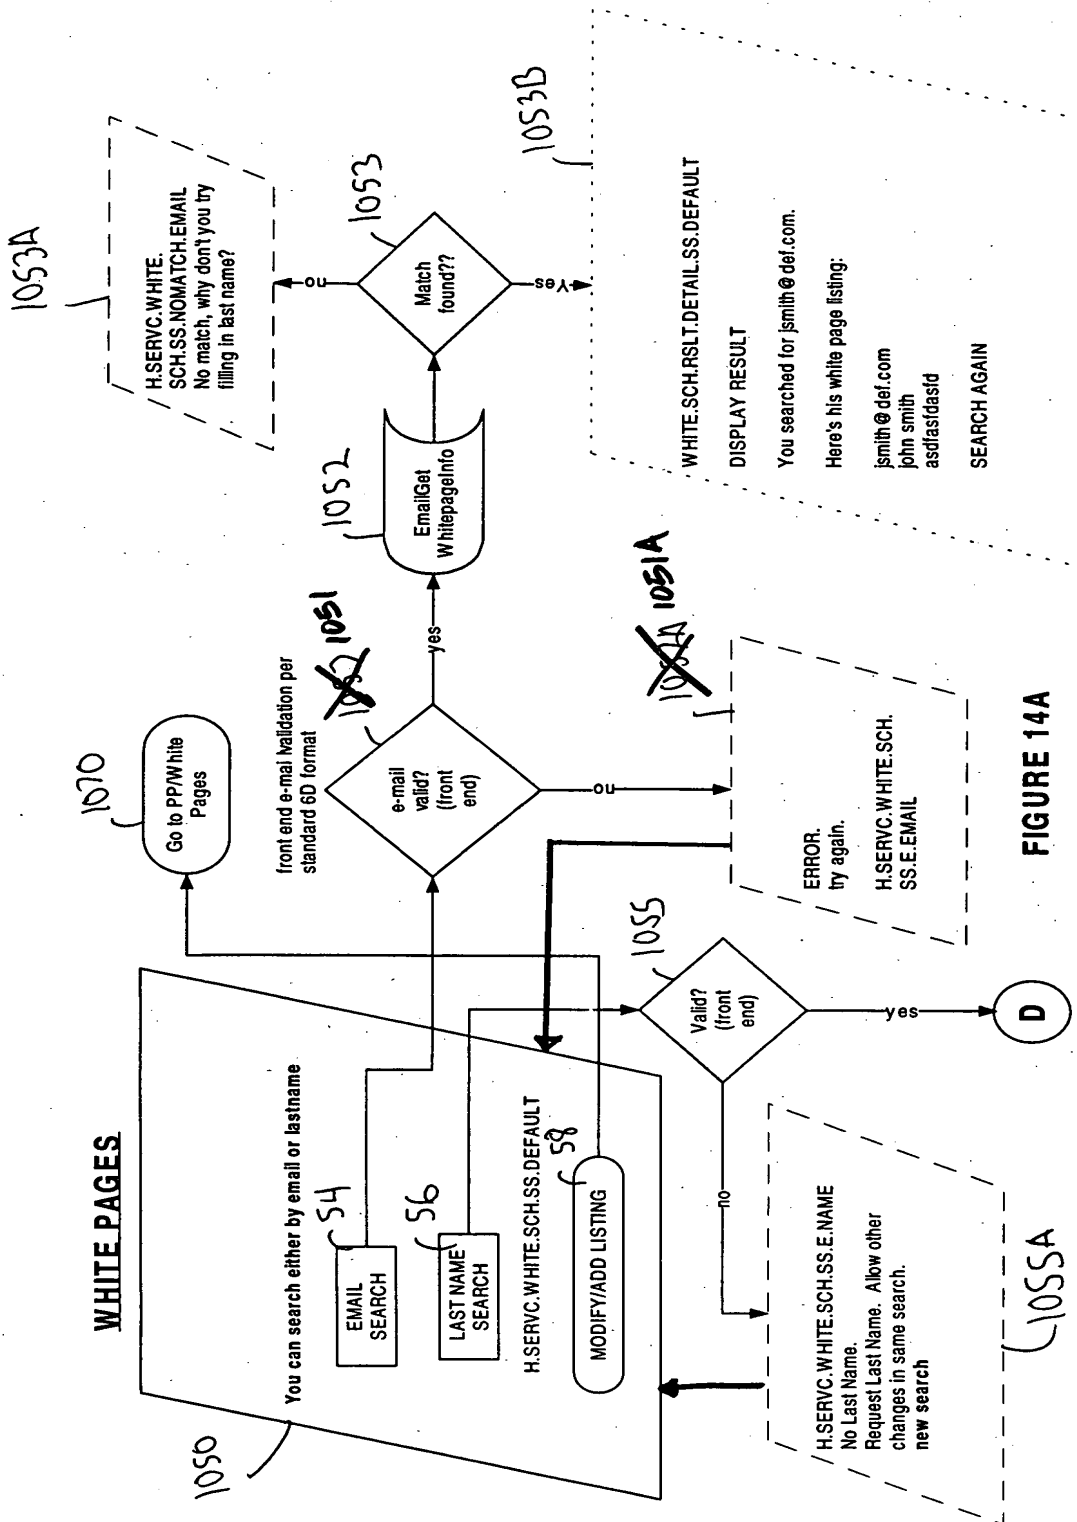 WHITE PAGES
1050
You can search either by email or lastname
EMAIL
SEARCH
54
LAST NAME
SEARCH
56
H.SERVC.WHITE.SCH.SS.DEFAULT
MODIFY/ADD LISTING
58
1070
Go to PP/White
Pages
front end e-mai lvalidation per
standard 6D format
1052 1051
e-mail
valid?
(front
end)
yes
no
1052
EmailGet
WhitepageInfo
1053
Match
found??
no
Yes
1053A
H.SERVC.WHITE.
SCH.SS.NOMATCH.EMAIL
No match, why don't you try
filling in last name?
1053B
WHITE.SCH.RSLT.DETAIL.SS.DEFAULT
DISPLAY RESULT
You searched for jsmith@def.com.
Here's his white page listing:
jsmith@def.com
john smith
asdfasfdasfd
SEARCH AGAIN
1052A 1051A
ERROR.
try again.
H.SERVC.WHITE.SCH.
SS.E.EMAIL
1055
Valid?
(front
end)
no
yes
D
H.SERVC.WHITE.SCH.SS.E.NAME
No Last Name.
Request Last Name. Allow other
changes in same search.
new search
1055A
FIGURE 14A